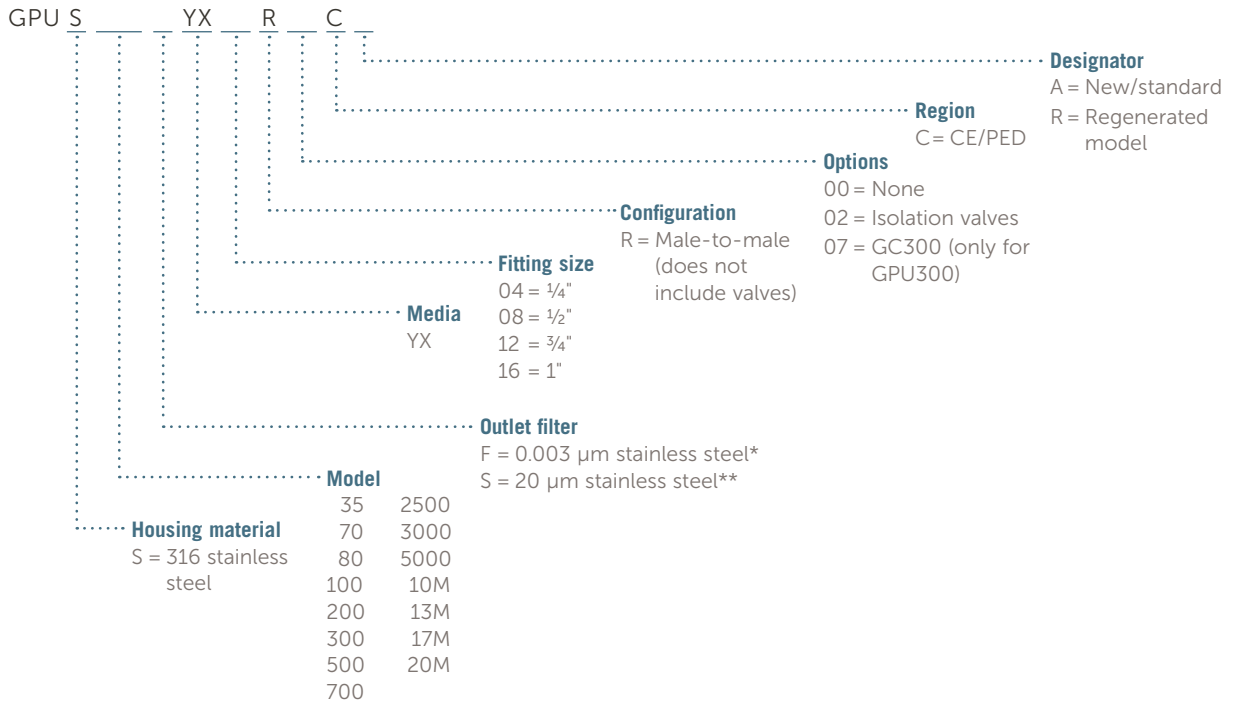 GPU S YX R C
Designator
A = New/standard
R = Regenerated
model
Region
C= CE/PED
Options
00 = None
02 = Isolation valves
07 = GC300 (only for
GPU300)
Configuration
R = Male-to-male
(does not
include valves)
Fitting size
04 = ¼"
08 = ½"
12 = ¾"
16 = 1"
Media
YX
Outlet filter
F = 0.003 µm stainless steel*
S = 20 µm stainless steel**
Model
35 2500
70 3000
80 5000
100 10M
200 13M
300 17M
500 20M
700
Housing material
S = 316 stainless
steel